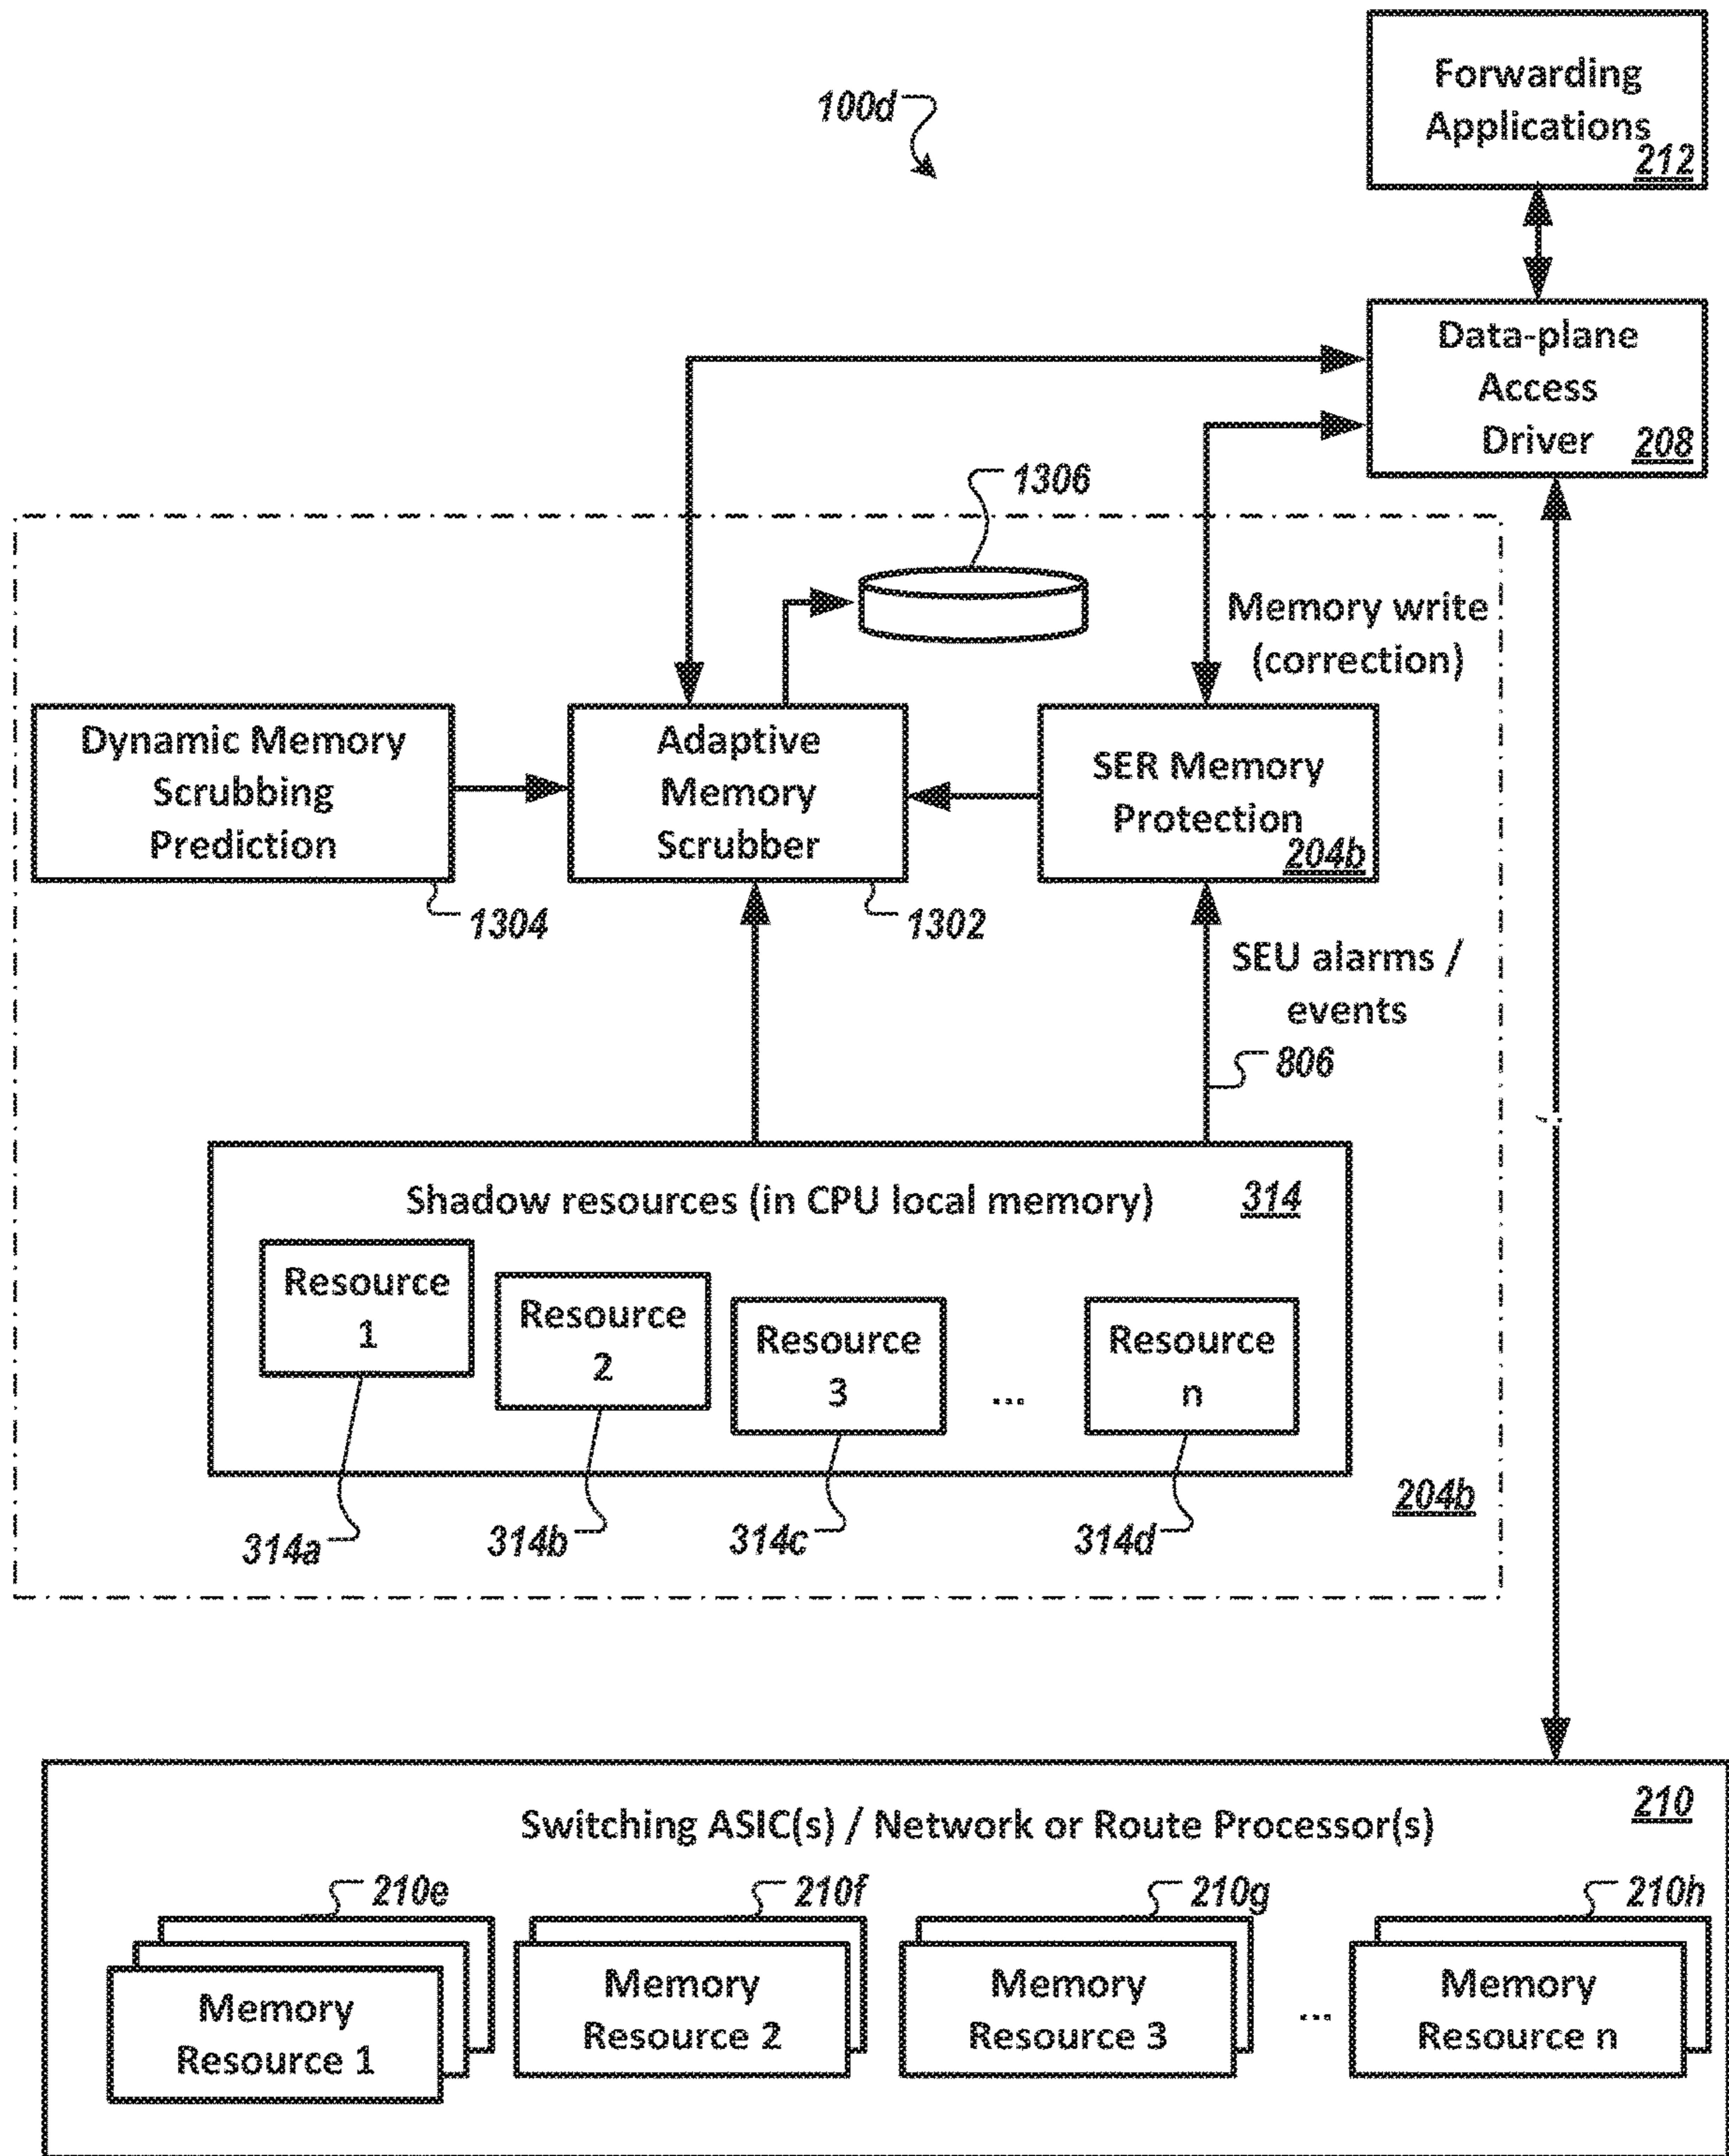 100d
Forwarding
Applications
212
Data-plane
Access
Driver
208
1306
Memory write
(correction)
Dynamic Memory
Scrubbing
Prediction
1304
Adaptive
Memory
Scrubber
1302
SER Memory
Protection
204b
SEU alarms /
events
806
Shadow resources (in CPU local memory)
314
Resource
1
Resource
2
Resource
3
...
Resource
n
314a
314b
314c
314d
204b
Switching ASIC(s) / Network or Route Processor(s)
210
210e
210f
210g
210h
Memory
Resource 1
Memory
Resource 2
Memory
Resource 3
...
Memory
Resource n